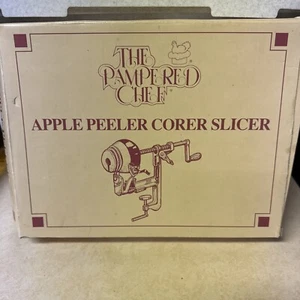 THE
PAMPERED
CHEF
APPLE PEELER CORER SLICER